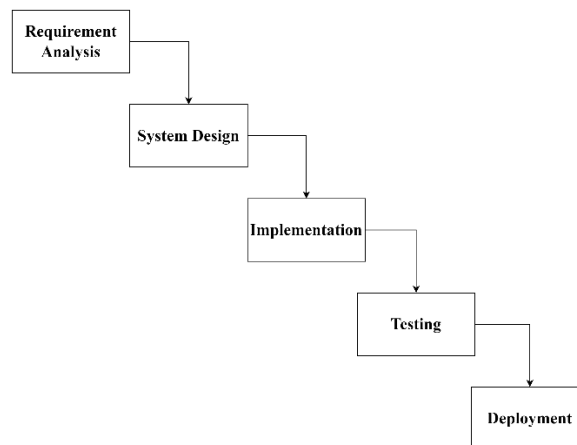 Requirement
Analysis
System Design
Implementation
Testing
Deployment